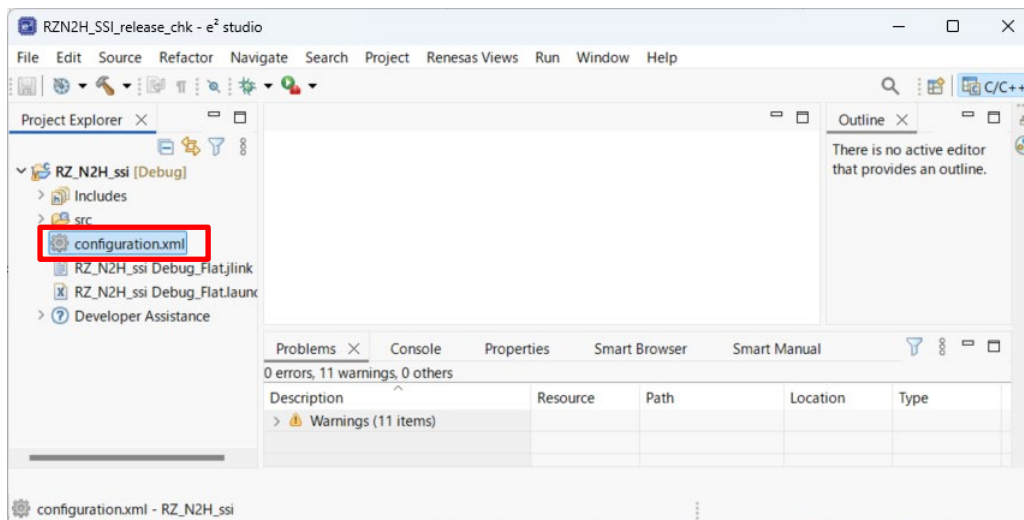 RZN2H_SSI_release_chk - e² studio
File Edit Source Refactor Navigate Search Project Renesas Views Run Window Help
C/C++
Project Explorer
Outline
There is no active editor
that provides an outline.
RZ_N2H_ssi [Debug]
Includes
src
configuration.xml
RZ_N2H_ssi Debug_Flat.jlink
RZ_N2H_ssi Debug_Flat.launc
Developer Assistance
Problems Console Properties Smart Browser Smart Manual
0 errors, 11 warnings, 0 others
Description Resource Path Location Type
Warnings (11 items)
configuration.xml - RZ_N2H_ssi